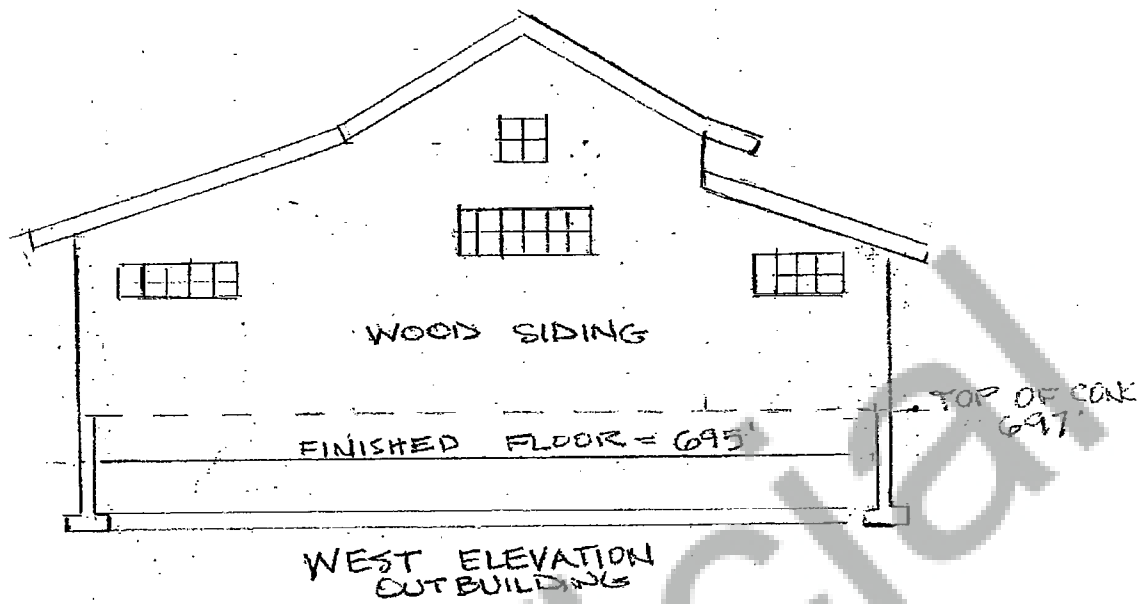 WOOD SIDING
TOP OF CONC
697'
FINISHED FLOOR = 695'
WEST ELEVATION
OUTBUILDING